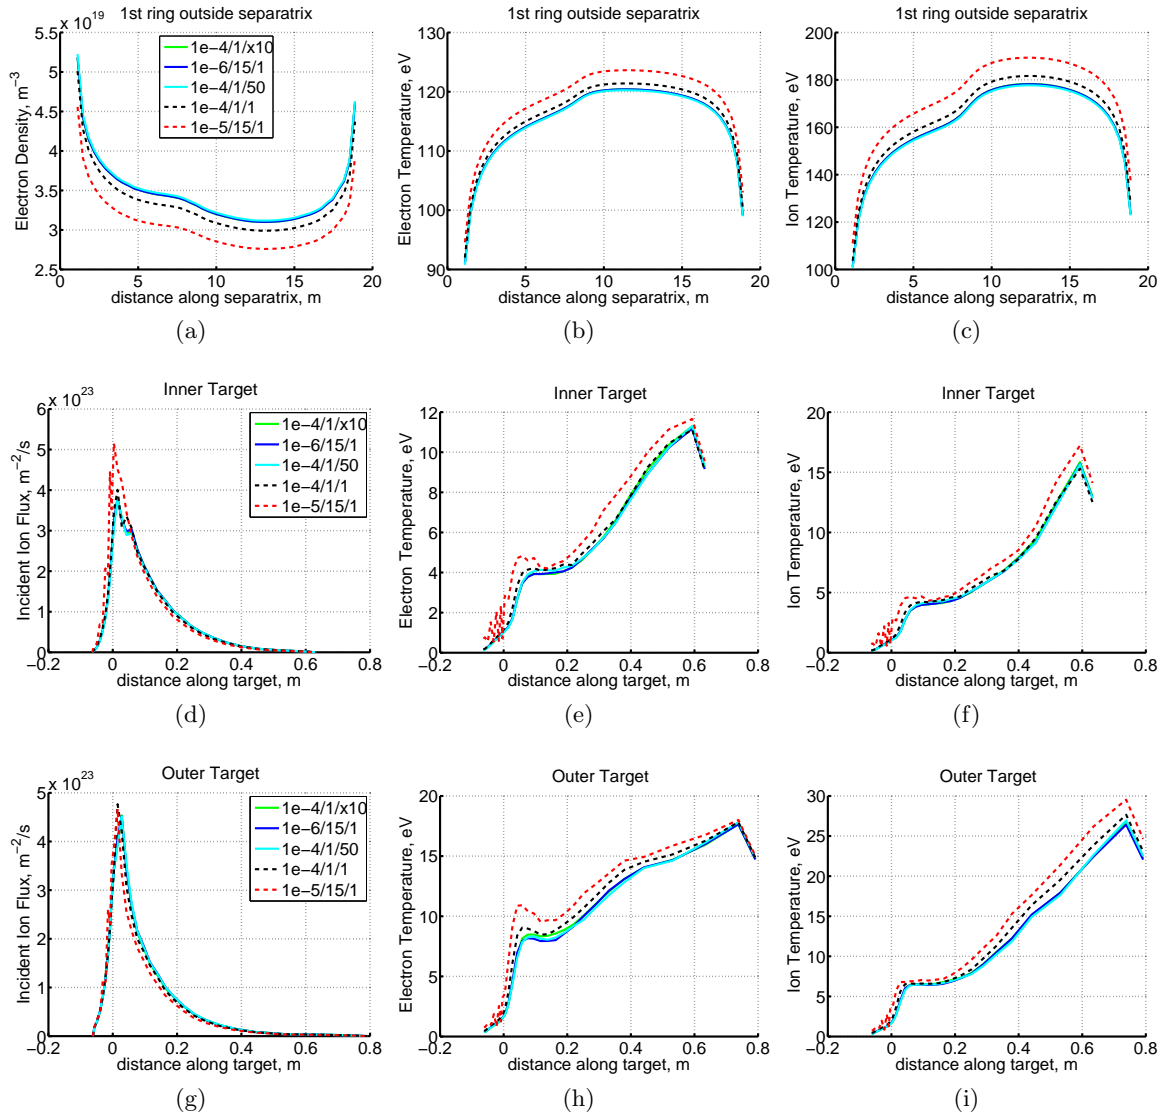 x 10^19
1st ring outside separatrix
5.5
5
4.5
4
3.5
3
2.5
Electron Density, m^−3
1e−4/1/x10
1e−6/15/1
1e−4/1/50
1e−4/1/1
1e−5/15/1
0 5 10 15 20
distance along separatrix, m
(a)
1st ring outside separatrix
130
120
110
100
90
Electron Temperature, eV
0 5 10 15 20
distance along separatrix, m
(b)
1st ring outside separatrix
200
180
160
140
120
100
Ion Temperature, eV
0 5 10 15 20
distance along separatrix, m
(c)
x 10^23
Inner Target
6
5
4
3
2
1
0
Incident Ion Flux, m^−2/s
1e−4/1/x10
1e−6/15/1
1e−4/1/50
1e−4/1/1
1e−5/15/1
−0.2 0 0.2 0.4 0.6 0.8
distance along target, m
(d)
Inner Target
12
10
8
6
4
2
0
Electron Temperature, eV
−0.2 0 0.2 0.4 0.6 0.8
distance along target, m
(e)
Inner Target
20
15
10
5
0
Ion Temperature, eV
−0.2 0 0.2 0.4 0.6 0.8
distance along target, m
(f)
x 10^23
Outer Target
5
4
3
2
1
0
Incident Ion Flux, m^−2/s
1e−4/1/x10
1e−6/15/1
1e−4/1/50
1e−4/1/1
1e−5/15/1
−0.2 0 0.2 0.4 0.6 0.8
distance along target, m
(g)
Outer Target
20
15
10
5
0
Electron Temperature, eV
−0.2 0 0.2 0.4 0.6 0.8
distance along target, m
(h)
Outer Target
30
25
20
15
10
5
0
Ion Temperature, eV
−0.2 0 0.2 0.4 0.6 0.8
distance along target, m
(i)